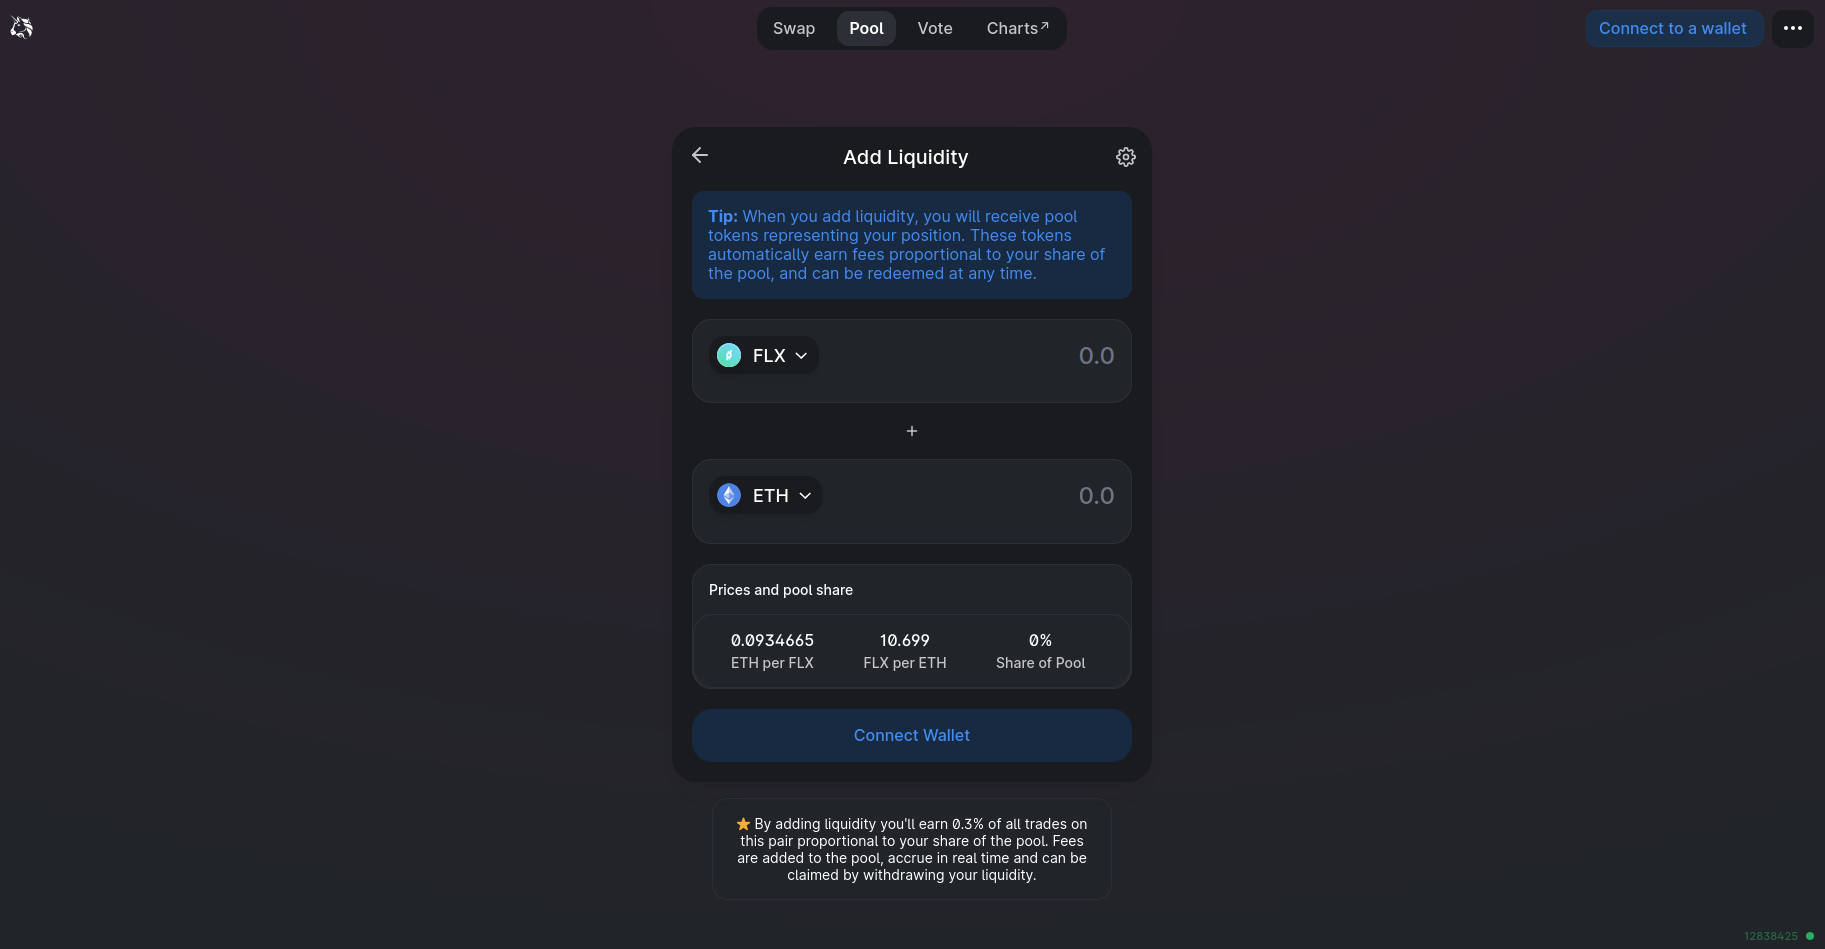 Swap Pool Vote Charts↗ Connect to a wallet
Add Liquidity
Tip: When you add liquidity, you will receive pool
tokens representing your position. These tokens
automatically earn fees proportional to your share of
the pool, and can be redeemed at any time.
FLX 0.0
+
ETH 0.0
Prices and pool share
0.0934665 10.699 0%
ETH per FLX FLX per ETH Share of Pool
Connect Wallet
⭐ By adding liquidity you'll earn 0.3% of all trades on
this pair proportional to your share of the pool. Fees
are added to the pool, accrue in real time and can be
claimed by withdrawing your liquidity.
12838425